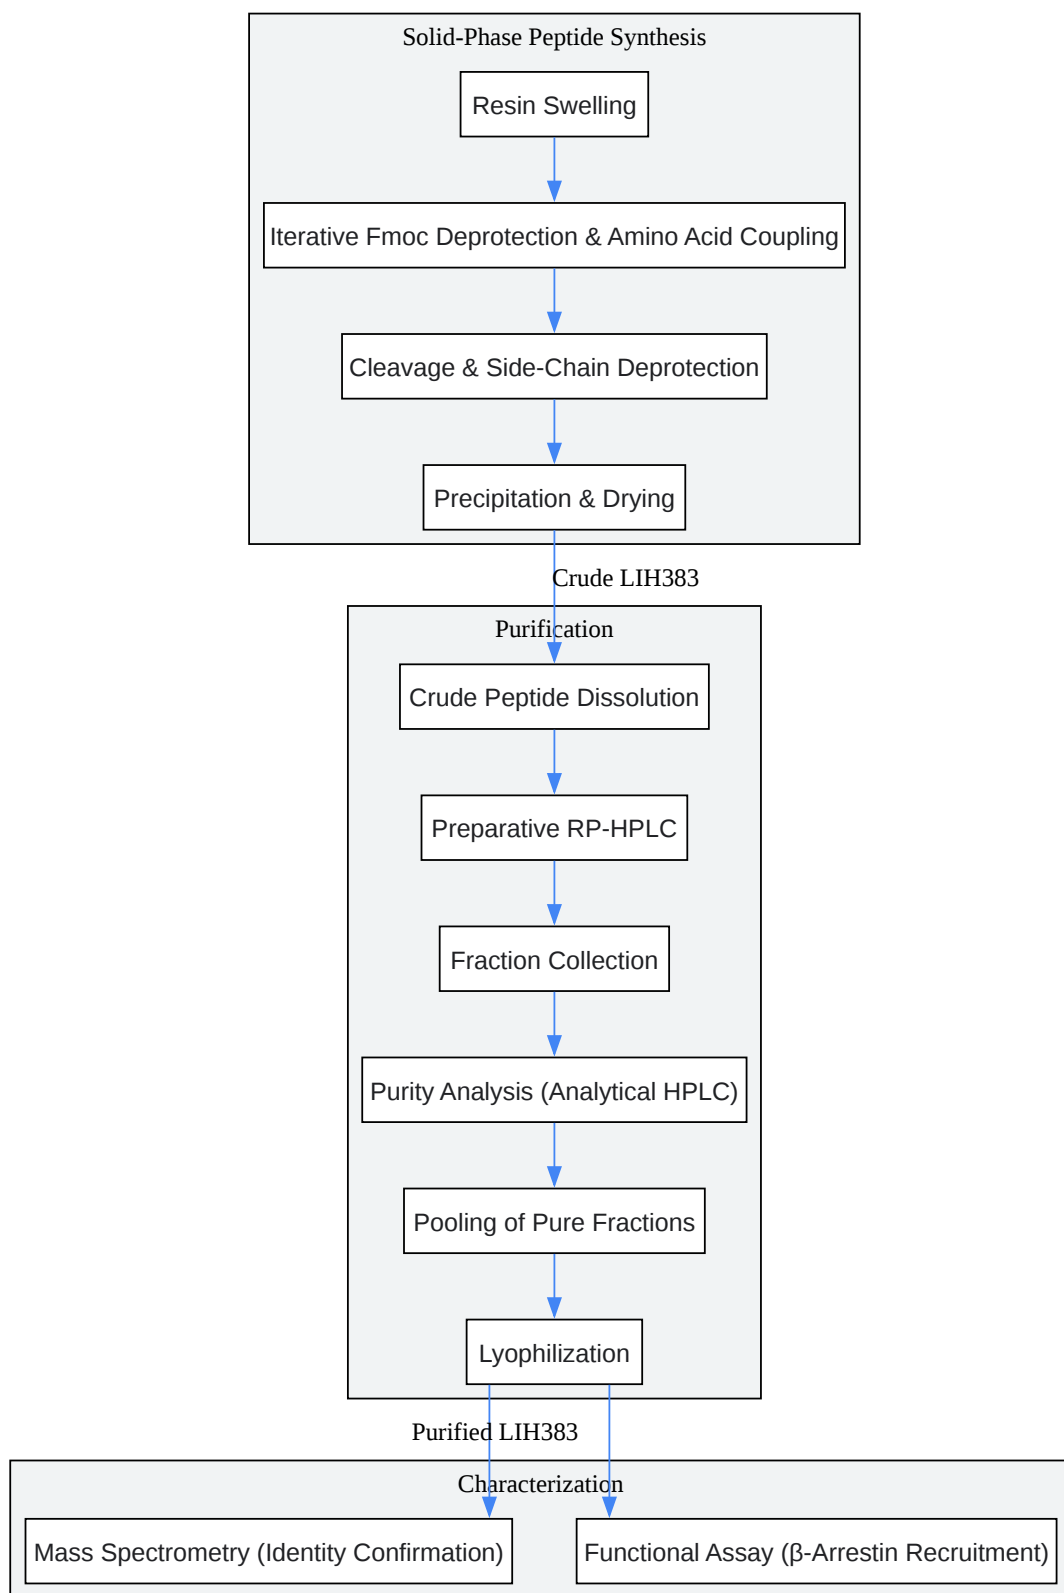 Solid-Phase Peptide Synthesis
Resin Swelling
Iterative Fmoc Deprotection & Amino Acid Coupling
Cleavage & Side-Chain Deprotection
Precipitation & Drying
Crude LIH383
Purification
Crude Peptide Dissolution
Preparative RP-HPLC
Fraction Collection
Purity Analysis (Analytical HPLC)
Pooling of Pure Fractions
Lyophilization
Purified LIH383
Characterization
Mass Spectrometry (Identity Confirmation)
Functional Assay (β-Arrestin Recruitment)